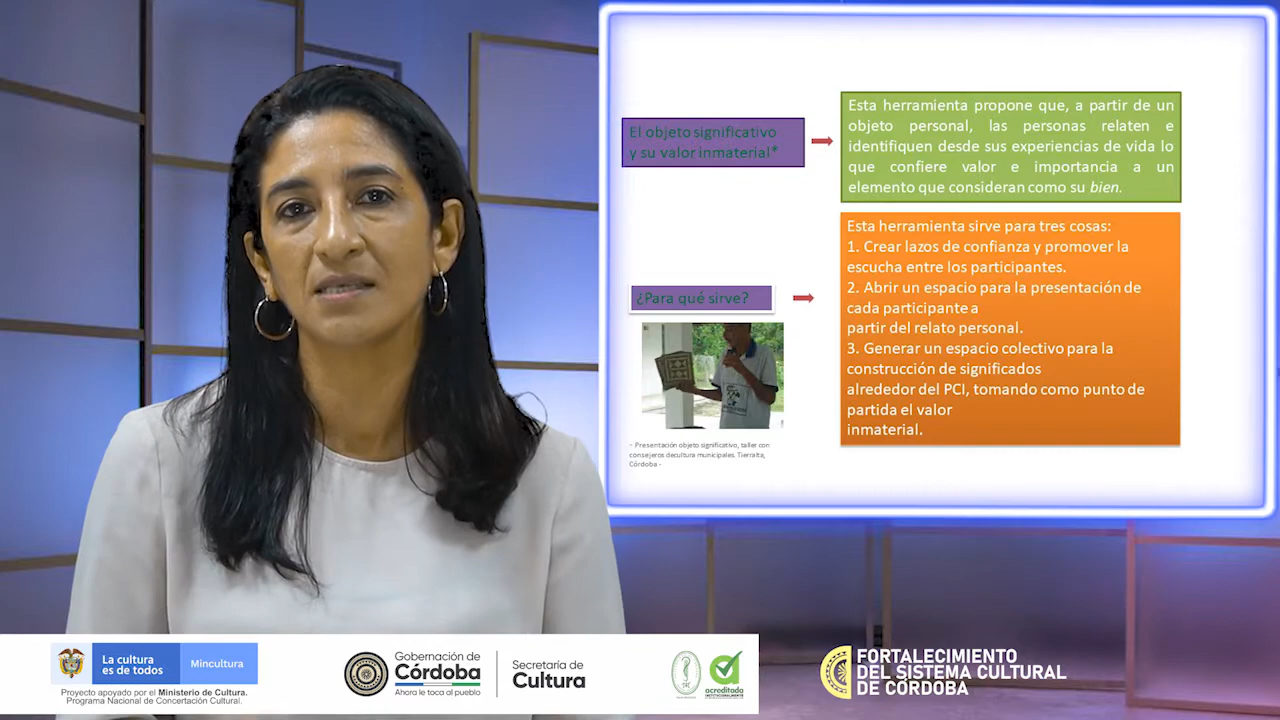 El objeto significativo
y su valor inmaterial*
Esta herramienta propone que, a partir de un
objeto personal, las personas relaten e
identifiquen desde sus experiencias de vida lo
que confiere valor e importancia a un
elemento que consideran como su bien.
¿Para qué sirve?
Esta herramienta sirve para tres cosas:
1. Crear lazos de confianza y promover la
escucha entre los participantes.
2. Abrir un espacio para la presentación de
cada participante a
partir del relato personal.
3. Generar un espacio colectivo para la
construcción de significados
alrededor del PCI, tomando como punto de
partida el valor
inmaterial.
- Presentación objeto significativo, taller con
consejeros decultura municipales. Tierralta,
Córdoba -
La cultura
es de todos
Mincultura
Proyecto apoyado por el Ministerio de Cultura.
Programa Nacional de Concertación Cultural.
Gobernación de
Córdoba
Ahora le toca al pueblo
Secretaría de
Cultura
acreditada
INSTITUCIONALMENTE
FORTALECIMIENTO
DEL SISTEMA CULTURAL
DE CÓRDOBA